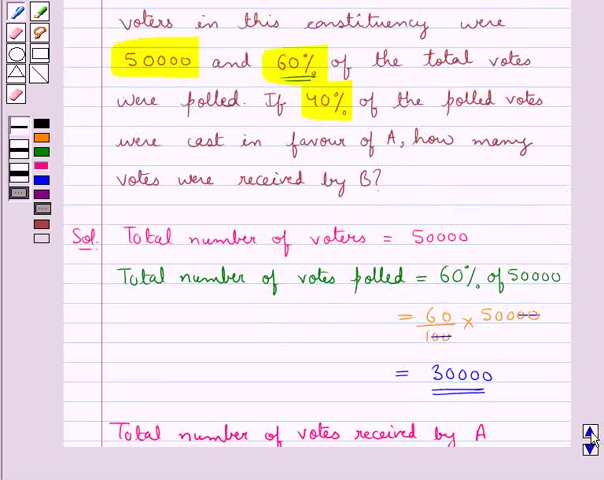 voters in this constituency were
50000 and 60% of the total votes
were polled. If 40% of the polled votes
were cast in favour of A, how many
votes were received by B?
Sol. Total number of voters = 50000
Total number of votes polled = 60% of 50000
= 60/100 × 50000
= 30000
Total number of votes received by A